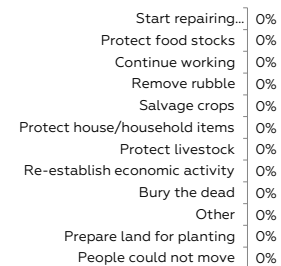 Start repairing... 0%
Protect food stocks 0%
Continue working 0%
Remove rubble 0%
Salvage crops 0%
Protect house/household items 0%
Protect livestock 0%
Re-establish economic activity 0%
Bury the dead 0%
Other 0%
Prepare land for planting 0%
People could not move 0%